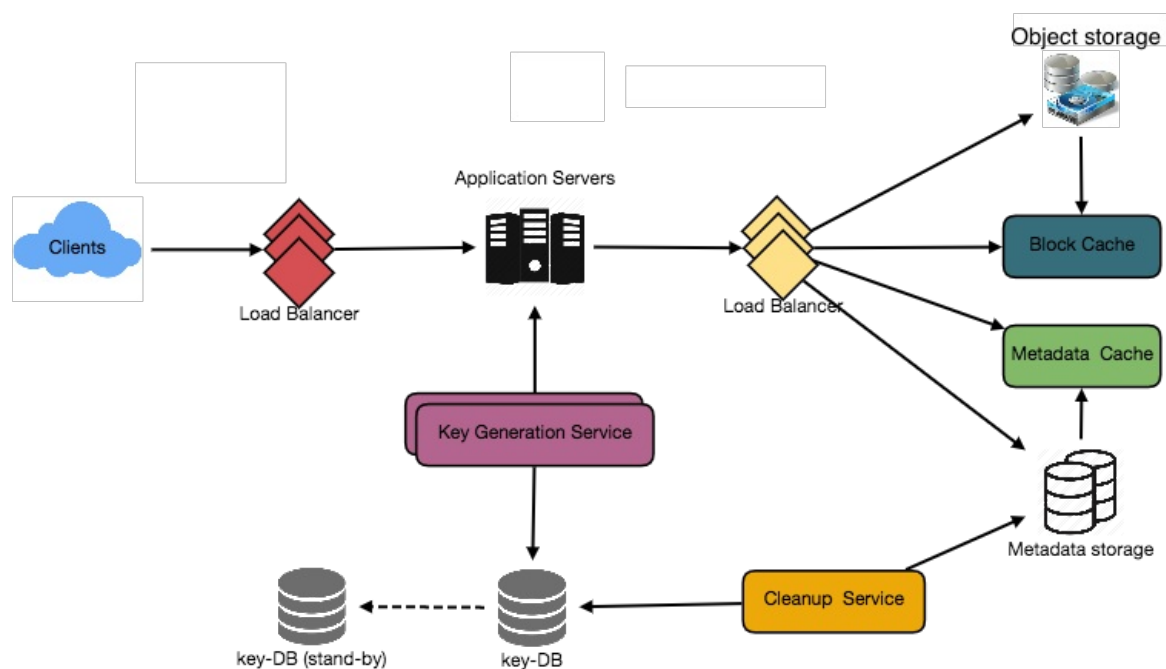 Object storage
Application Servers
Clients
Block Cache
Load Balancer
Load Balancer
Metadata Cache
Key Generation Service
Metadata storage
Cleanup Service
key-DB (stand-by)
key-DB